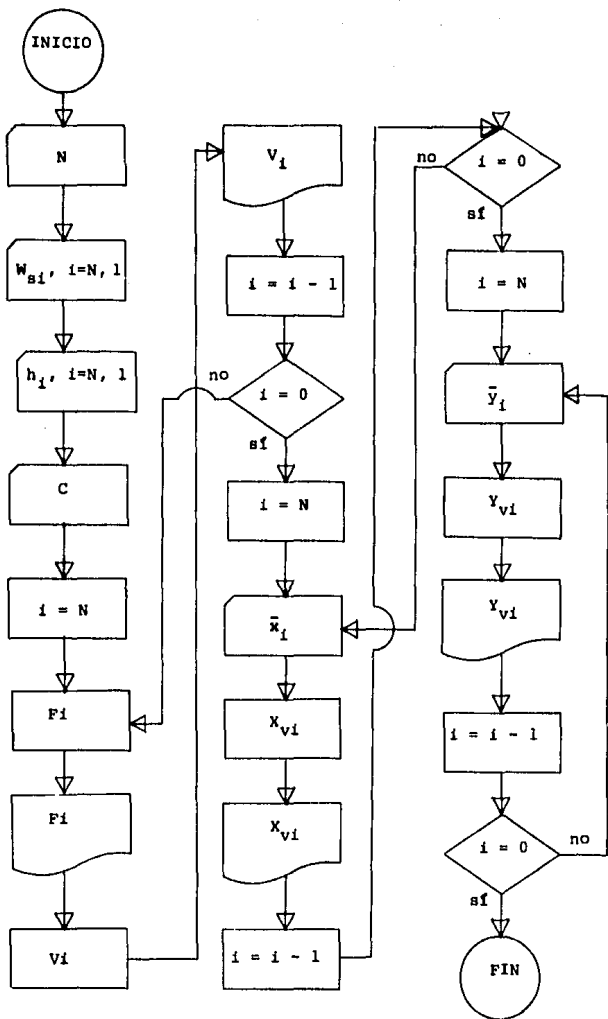 INICIO
N
W_si, i=N, 1
h_i, i=N, 1
C
i = N
Fi
Fi
Vi
V_i
i = i - 1
no
i = 0
sí
i = N
x̄_i
X_vi
X_vi
i = i - 1
no
i = 0
sí
i = N
ȳ_i
Y_vi
Y_vi
i = i - 1
i = 0
no
sí
FIN